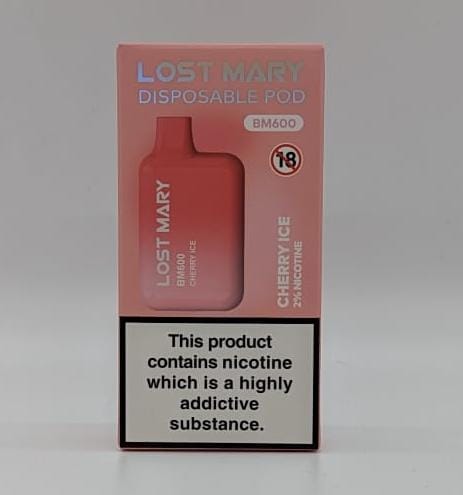 LOST MARY
DISPOSABLE POD
BM600
18
LOST MARY
BM600
CHERRY ICE
CHERRY ICE
2% NICOTINE
This product
contains nicotine
which is a highly
addictive
substance.